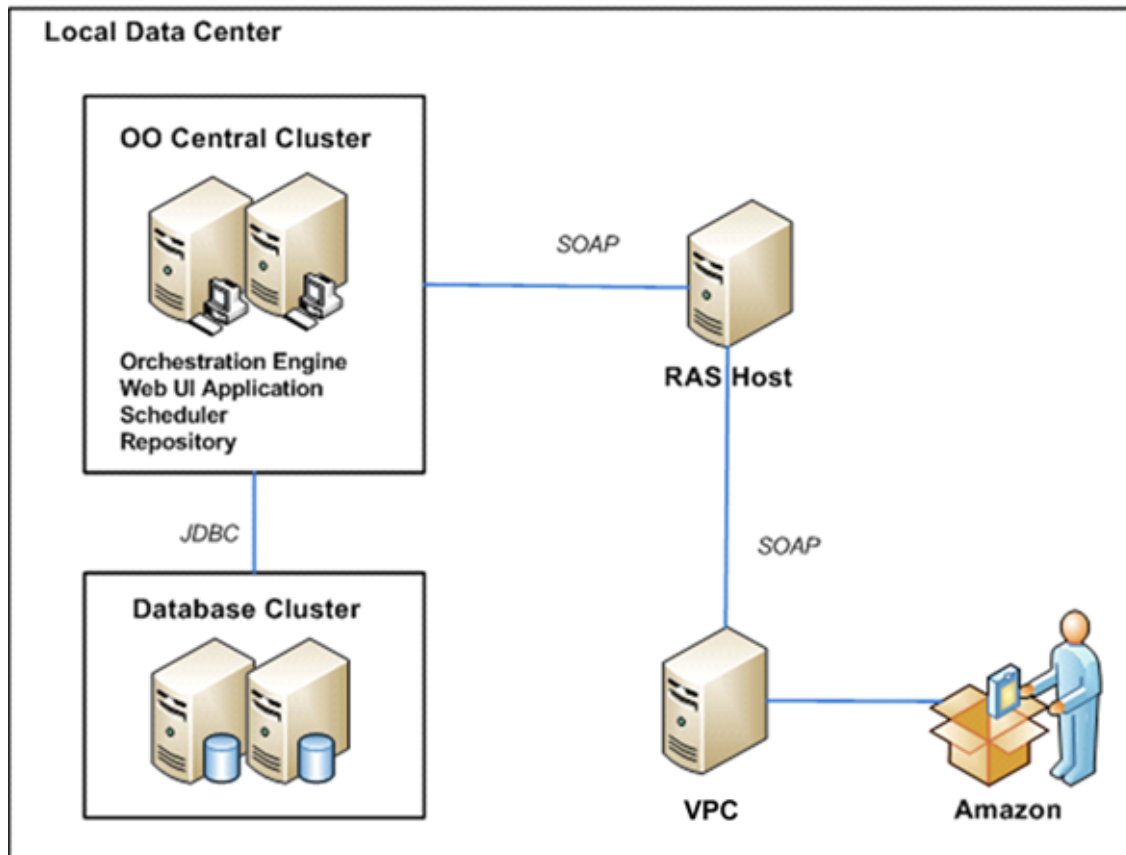 Local Data Center
OO Central Cluster
SOAP
Orchestration Engine
Web UI Application
Scheduler
Repository
RAS Host
JDBC
SOAP
Database Cluster
VPC
Amazon